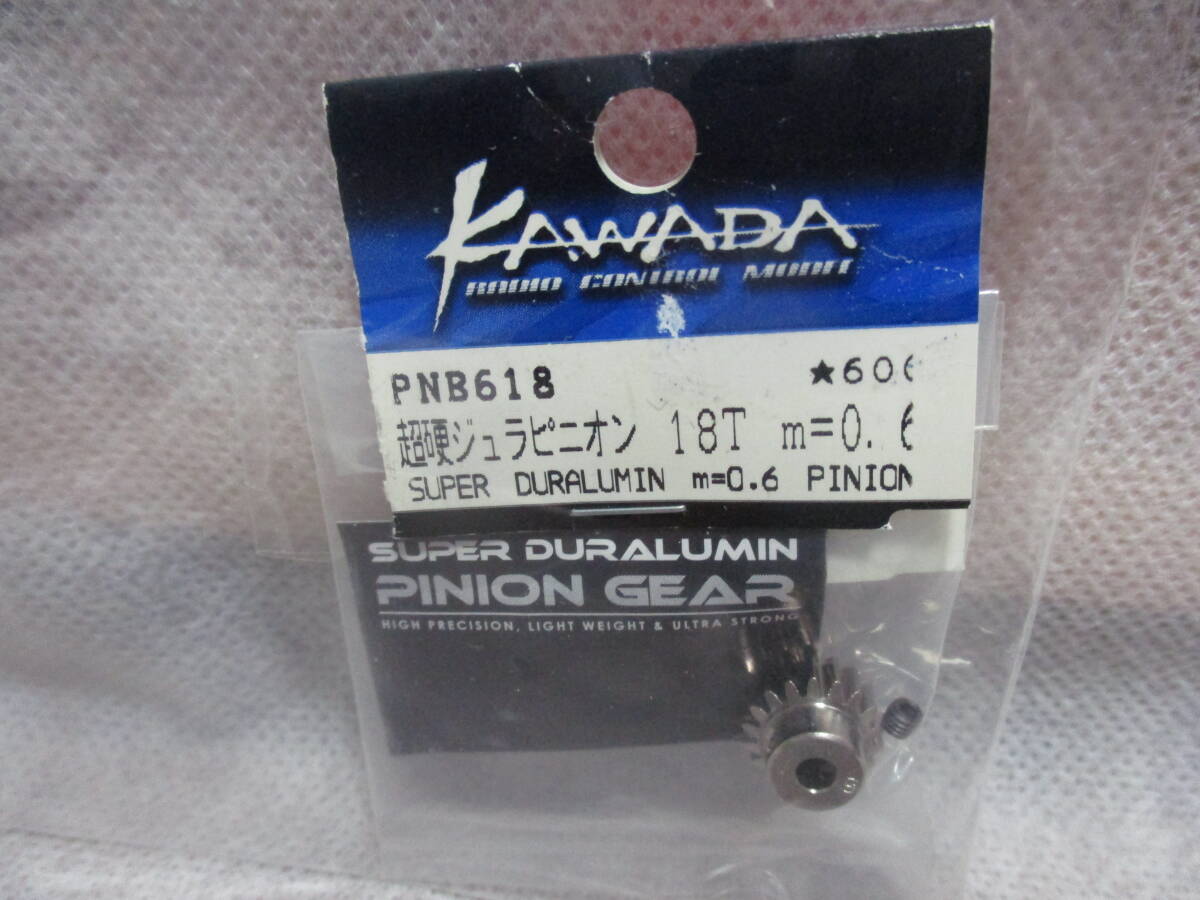 KAWADA
RADIO CONTROL MODEL
PNB618 ★606
超硬ジュラピニオン 18T m=0.6
SUPER DURALUMIN m=0.6 PINION
SUPER DURALUMIN
PINION GEAR
HIGH PRECISION, LIGHT WEIGHT & ULTRA STRONG